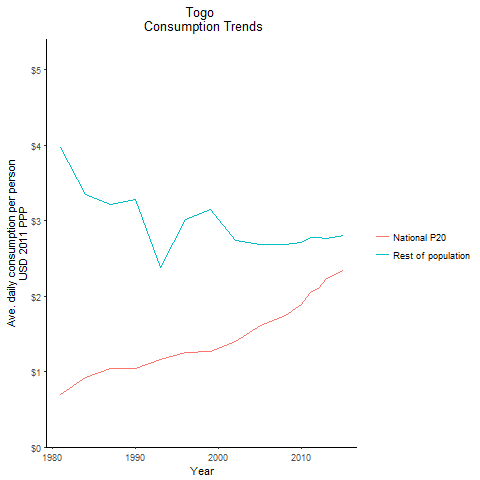 Togo
Consumption Trends
Ave. daily consumption per person
USD 2011 PPP
$5
$4
$3
$2
$1
$0
1980
1990
2000
2010
Year
National P20
Rest of population